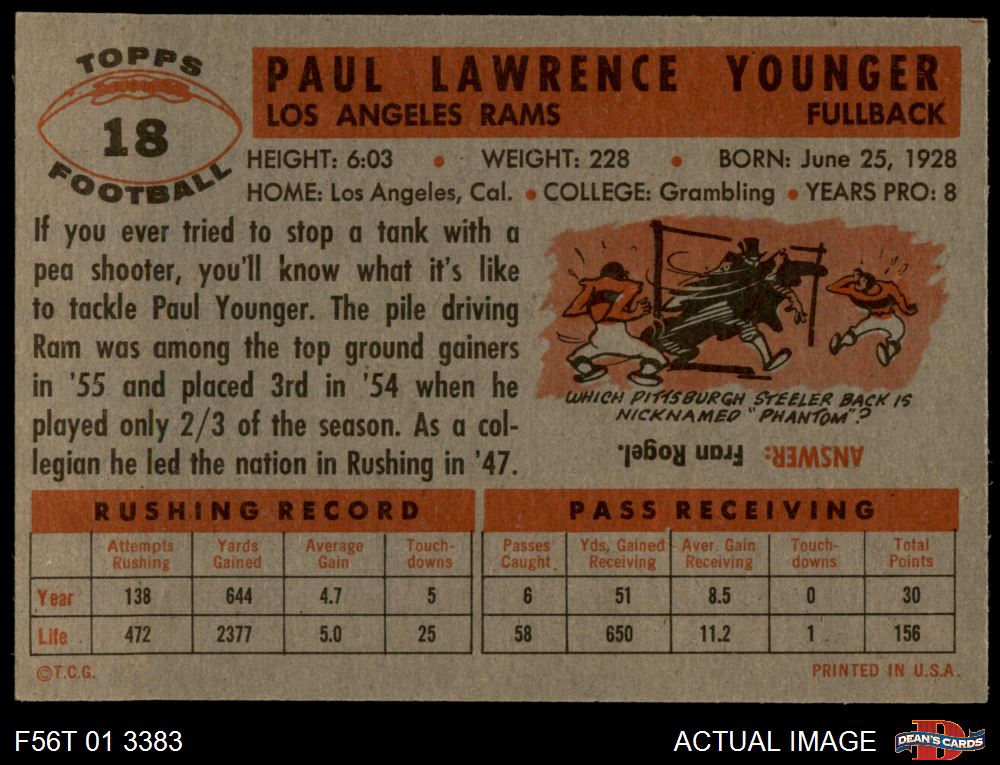 TOPPS
18
FOOTBALL
PAUL LAWRENCE YOUNGER
LOS ANGELES RAMS FULLBACK
HEIGHT: 6:03 • WEIGHT: 228 • BORN: June 25, 1928
HOME: Los Angeles, Cal. • COLLEGE: Grambling • YEARS PRO: 8
If you ever tried to stop a tank with a
pea shooter, you'll know what it's like
to tackle Paul Younger. The pile driving
Ram was among the top ground gainers
in '55 and placed 3rd in '54 when he
played only 2/3 of the season. As a col-
legian he led the nation in Rushing in '47.
WHICH PITTSBURGH STEELER BACK IS
NICKNAMED "PHANTOM"?
ANSWER: Fran Rogel.
RUSHING RECORD
Attempts Rushing Yards Gained Average Gain Touch-downs
Year 138 644 4.7 5
Life 472 2377 5.0 25
PASS RECEIVING
Passes Caught Yds. Gained Receiving Aver. Gain Receiving Touch-downs Total Points
6 51 8.5 0 30
58 650 11.2 1 156
©T.C.G. PRINTED IN U.S.A.
F56T 01 3383 ACTUAL IMAGE DEAN'S CARDS